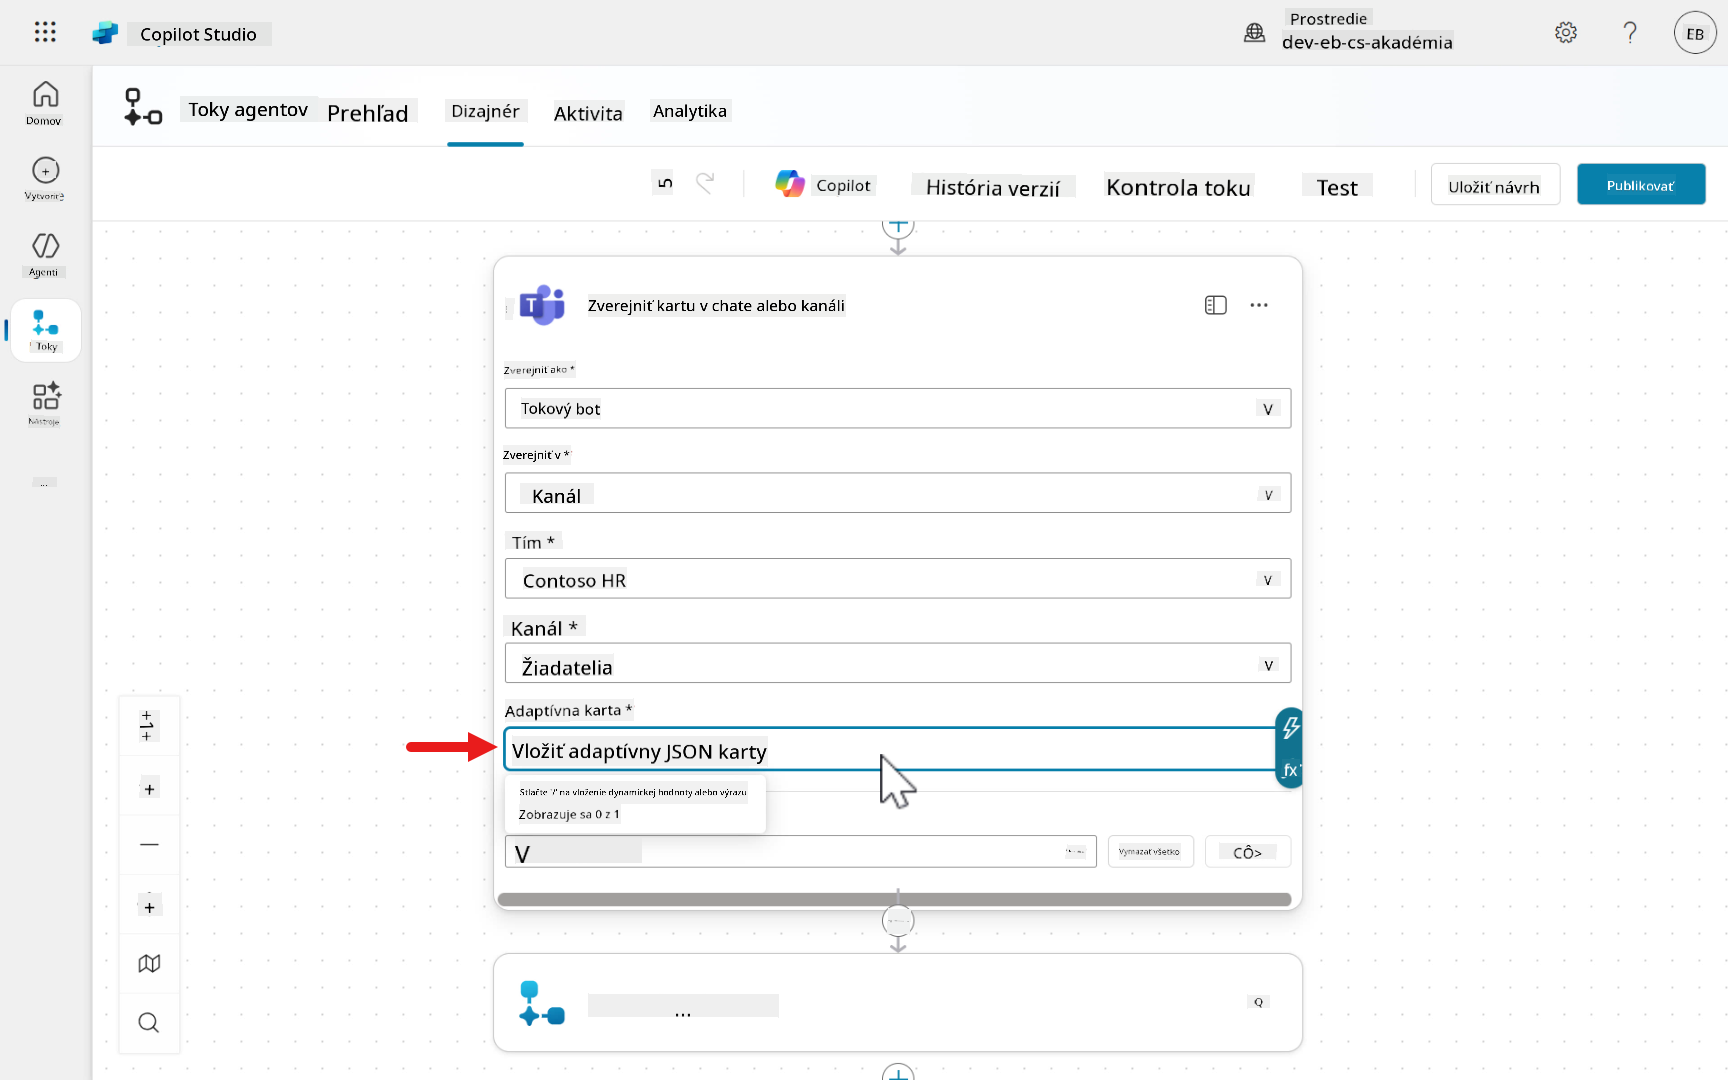 Copilot Studio
Prostredie
dev-eb-cs-akadémia
?
EB
Domov
Vytvorte
Agenti
Toky
Nástroje
...
Toky agentov
Prehľad
Dizajnér
Aktivita
Analytika
Copilot
História verzií
Kontrola toku
Test
Uložiť návrh
Publikovať
Zverejniť kartu v chate alebo kanáli
Zverejniť ako *
Tokový bot
V
Zverejniť v *
Kanál
V
Tím *
Contoso HR
V
Kanál *
Žiadatelia
V
Adaptívna karta *
Vložiť adaptívny JSON karty
fx
Stlačte '/' na vloženie dynamickej hodnoty alebo výrazu
Zobrazuje sa 0 z 1
V
Vymazať všetko
CÔ>
...
Q